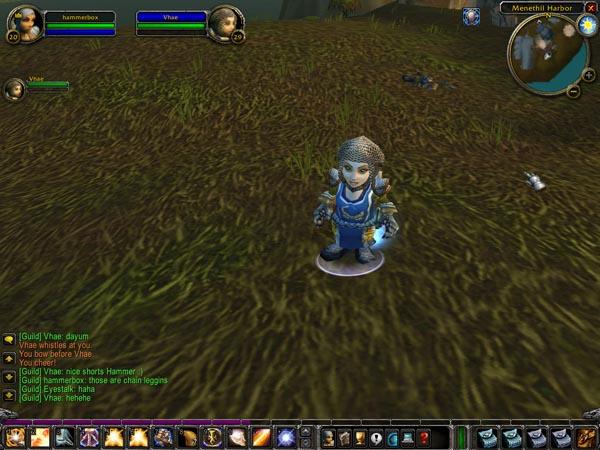 hammerbox
20
Vhae
29
Menethil Harbor
N
Vhae
[Guild] Vhae: dayum
Vhae whistles at you.
You bow before Vhae.
You cheer!
[Guild] Vhae: nice shorts Hammer :)
[Guild] hammerbox: those are chain leggins
[Guild] Eyestalk: haha
[Guild] Vhae: hehehe